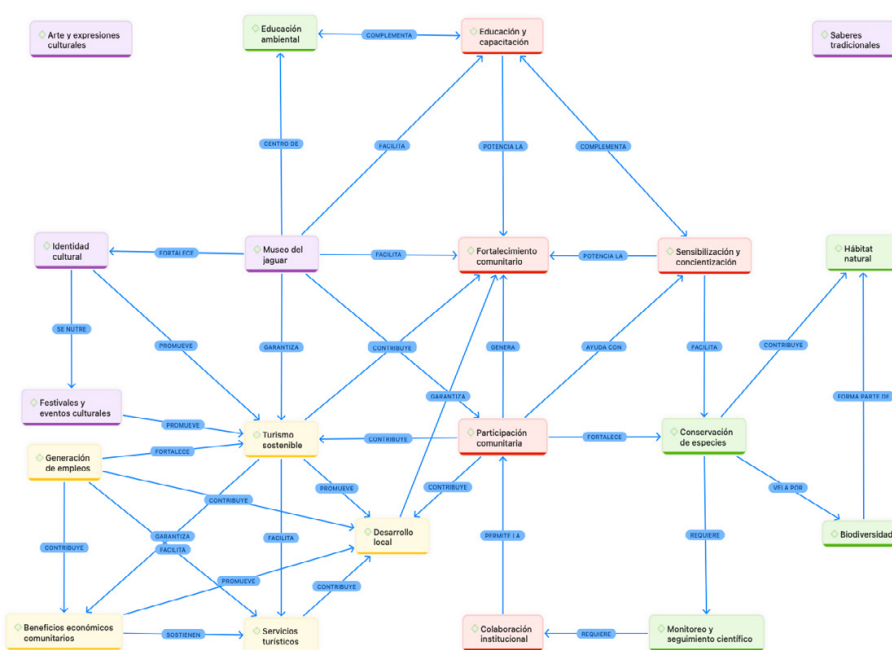 Arte y expresiones
culturales
Educación
ambiental
COMPLEMENTA
Educación y
capacitación
Saberes
tradicionales
CENTRO DE
FACILITA
POTENCIA LA
COMPLEMENTA
Identidad
cultural
FORTALECE
Museo del
jaguar
FACILITA
Fortalecimiento
comunitario
POTENCIA LA
Sensibilización y
concientización
Hábitat
natural
SE NUTRE
PROMUEVE
GARANTIZA
CONTRIBUYE
GENERA
AYUDA CON
FACILITA
CONTRIBUYE
GARANTIZA
FORMA PARTE DE
Festivales y
eventos culturales
PROMUEVE
Turismo
sostenible
CONTRIBUYE
Participación
comunitaria
FORTALECE
Conservación
de especies
Generación
de empleos
FORTALECE
PROMUEVE
CONTRIBUYE
VELA POR
CONTRIBUYE
GARANTIZA
FACILITA
FACILITA
CONTRIBUYE
Desarrollo
local
PERMITE LA
REQUIERE
Biodiversidad
PROMUEVE
CONTRIBUYE
Beneficios económicos
comunitarios
SOSTIENEN
Servicios
turísticos
Colaboración
institucional
REQUIERE
Monitoreo y
seguimiento científico